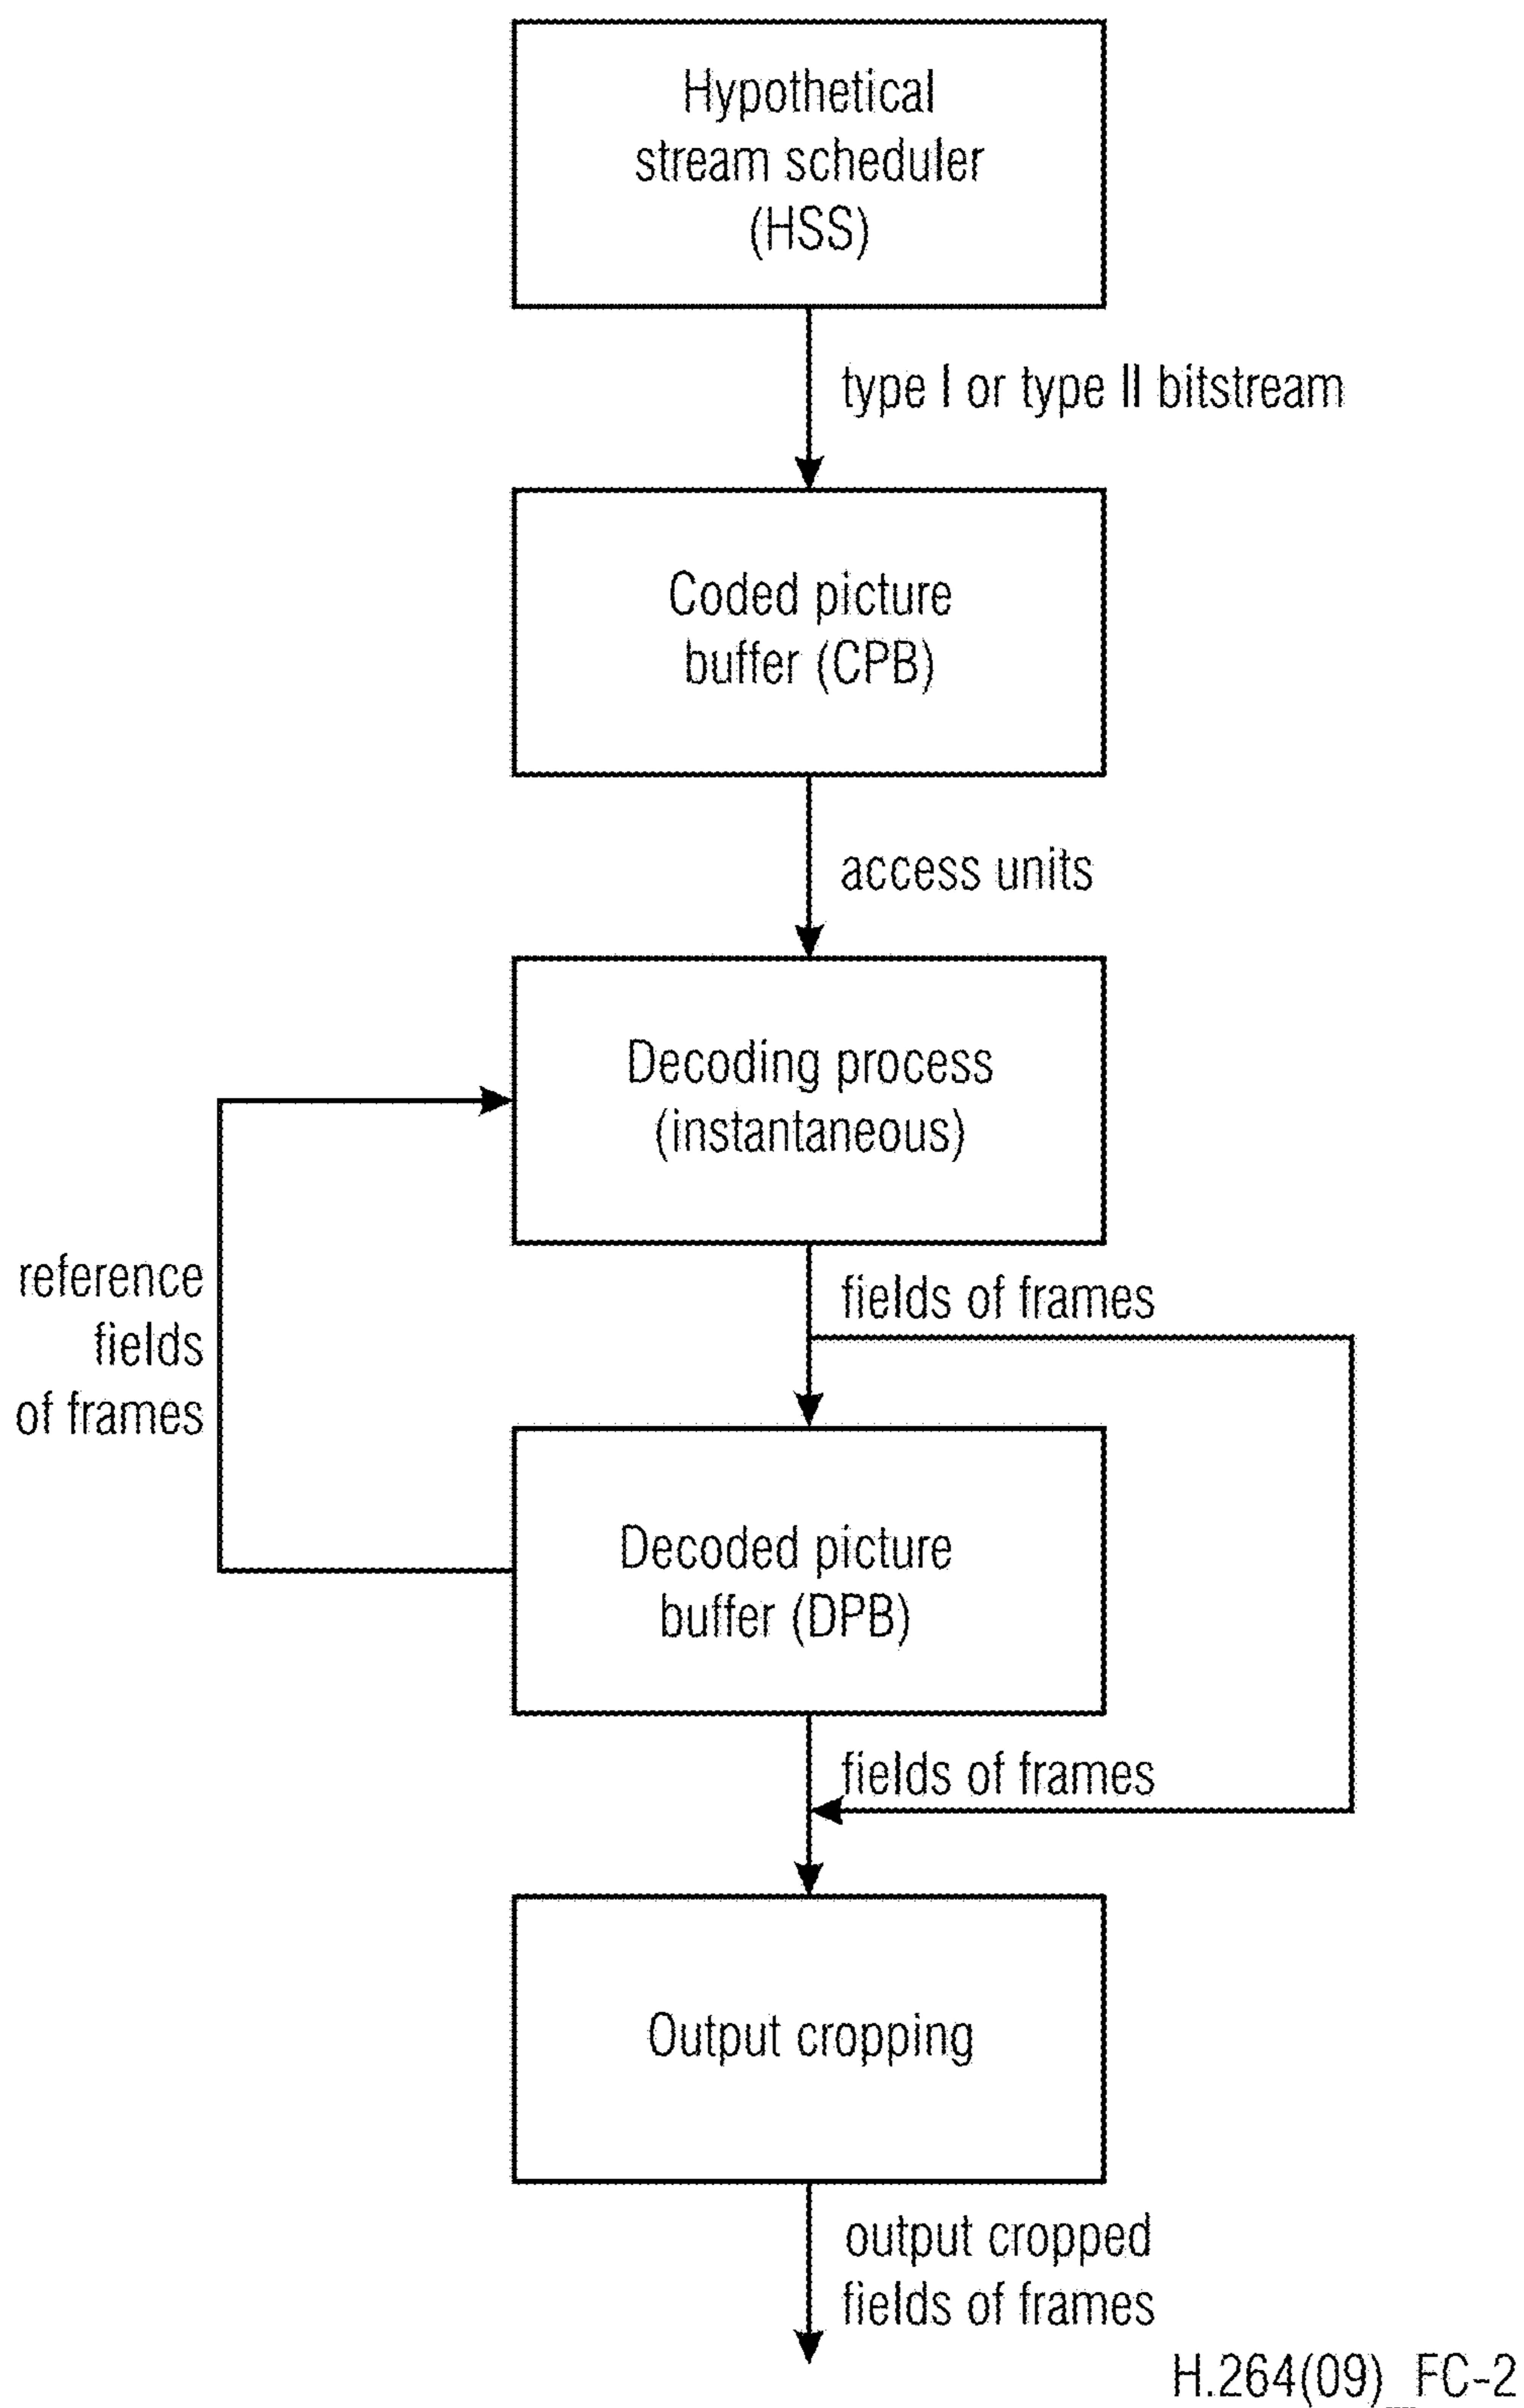 Hypothetical
stream scheduler
(HSS)
type I or type II bitstream
Coded picture
buffer (CPB)
access units
Decoding process
(instantaneous)
reference
fields
of frames
fields of frames
Decoded picture
buffer (DPB)
fields of frames
Output cropping
output cropped
fields of frames
H.264(09)_FC-2